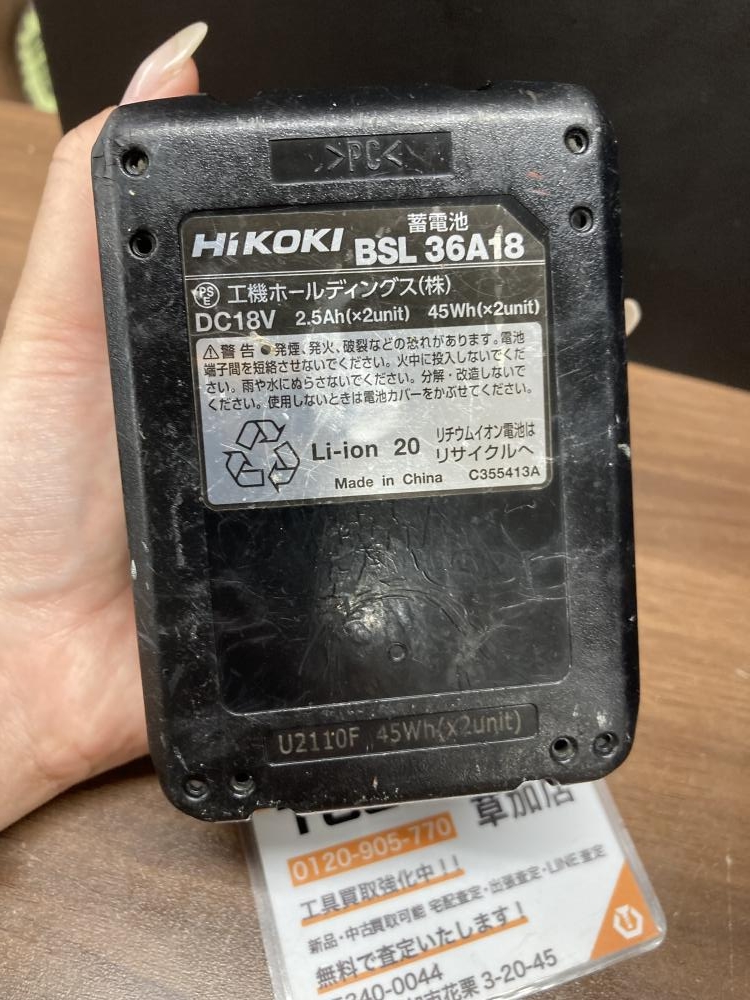 >PC<
蓄電池
HiKOKI BSL 36A18
PSE 工機ホールディングス(株)
DC18V 2.5Ah(×2unit) 45Wh(×2unit)
⚠警告 ●発煙、発火、破裂などの恐れがあります。電池
端子間を短絡させないでください。火中に投入しないでくだ
さい。雨や水にぬらさないでください。分解・改造しないで
ください。使用しないときは電池カバーをかぶせてください。
Li-ion 20 リチウムイオン電池は
リサイクルへ
Made in China C355413A
U2110F 45Wh(×2unit)
草加店
0120-905-770
工具買取強化中！！
新品・中古買取可能 宅配査定・出張査定・LINE査定
無料で査定いたします！
340-0044
花栗 3-20-45